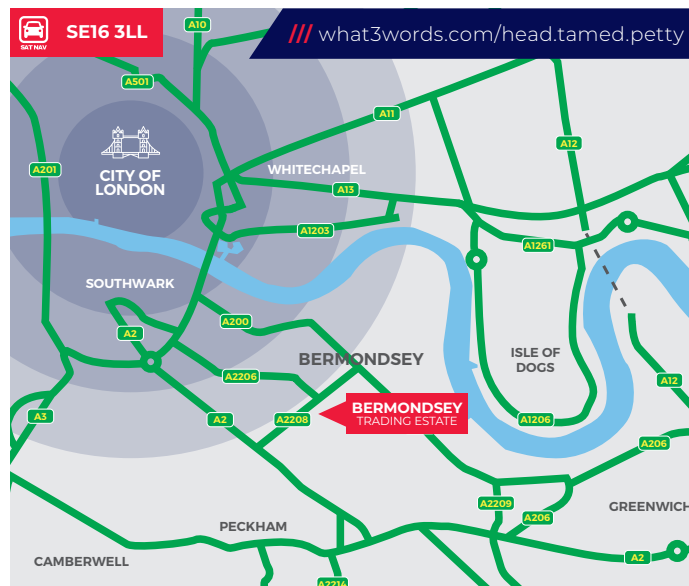 SAT NAV
SE16 3LL
/// what3words.com/head.tamed.petty
A10
A501
A11
A12
A201
CITY OF
LONDON
WHITECHAPEL
A13
A1203
A1261
SOUTHWARK
A200
A2
BERMONDSEY
ISLE OF
DOGS
A2206
A12
BERMONDSEY
TRADING ESTATE
A3
A2
A2208
A1206
A206
A2209
A206
GREENWICH
PECKHAM
A2
CAMBERWELL
A2214